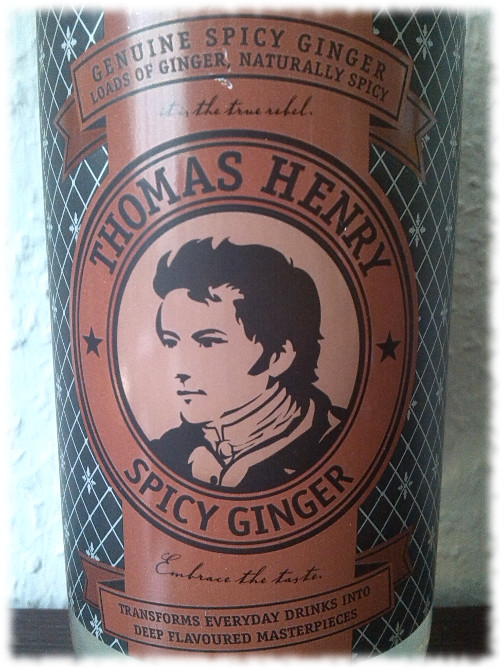 GENUINE SPICY GINGER
LOADS OF GINGER, NATURALLY SPICY
it is the true rebel.
THOMAS HENRY
SPICY GINGER
Embrace the taste.
TRANSFORMS EVERYDAY DRINKS INTO
DEEP FLAVOURED MASTERPIECES